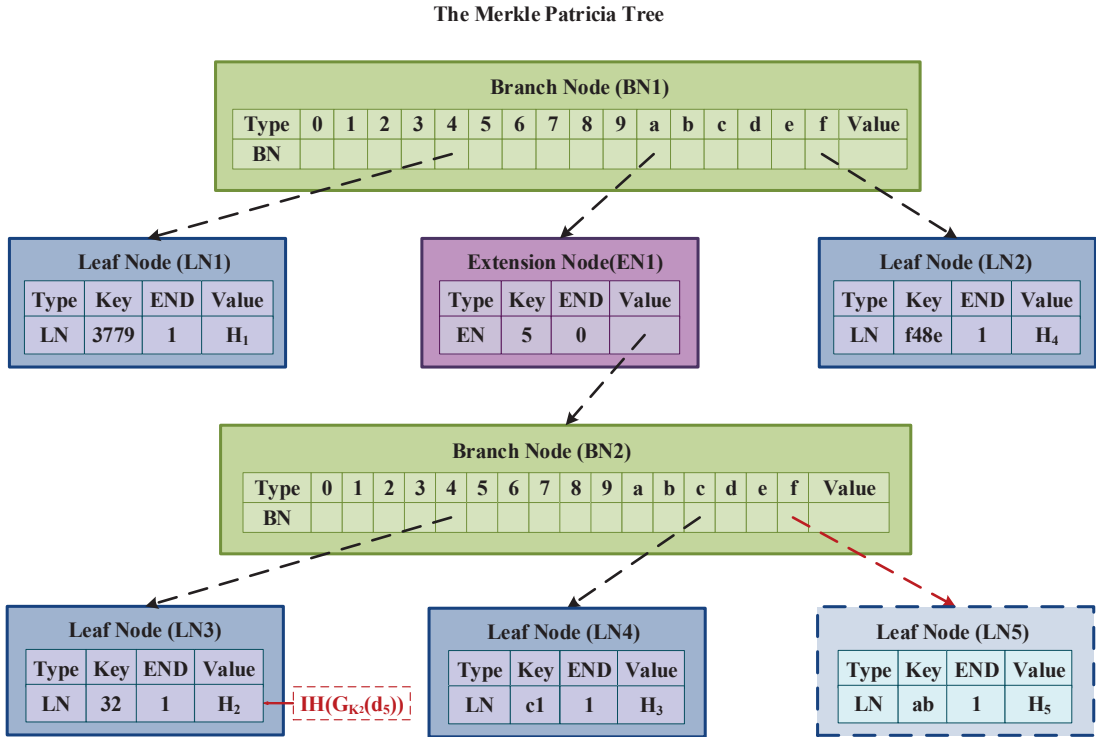 The Merkle Patricia Tree
Branch Node (BN1)
Type 0 1 2 3 4 5 6 7 8 9 a b c d e f Value
BN
Leaf Node (LN1)
Type Key END Value
LN 3779 1 H₁
Extension Node(EN1)
Type Key END Value
EN 5 0
Leaf Node (LN2)
Type Key END Value
LN f48e 1 H₄
Branch Node (BN2)
Type 0 1 2 3 4 5 6 7 8 9 a b c d e f Value
BN
Leaf Node (LN3)
Type Key END Value
LN 32 1 H₂
IH(G_K₂(d₅))
Leaf Node (LN4)
Type Key END Value
LN c1 1 H₃
Leaf Node (LN5)
Type Key END Value
LN ab 1 H₅